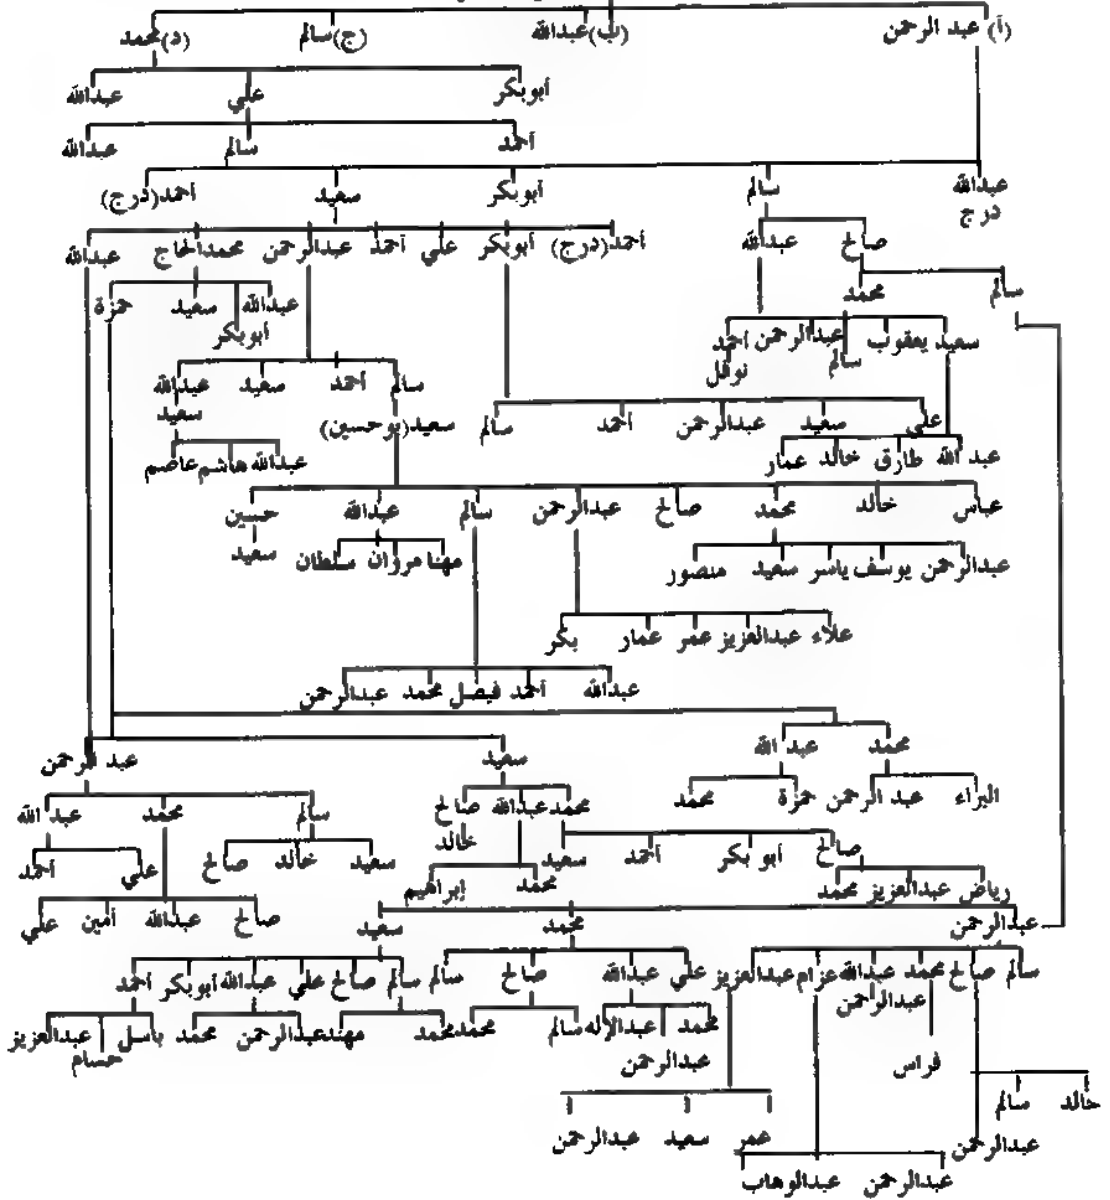 (أ) عبد الرحمن (ب) عبدالله (ج) سالم (د) محمد
أبوبكر علي عبدالله
أحمد سالم عبدالله
عبدالله سالم أبوبكر سعيد أحمد (درج)
درج
صالح عبدالله أحمد (درج) أبوبكر علي أحمد عبدالرحمن محمدالحاج عبدالله
سالم محمد عبدالله سعيد حمزة
أبوبكر
سعيد يعقوب عبدالرحمن أحمد
سالم نوفل
سالم أحمد سعيد عبدالله
سعيد
علي سعيد عبدالرحمن أحمد سالم سعيد (بوحسين)
عبد الله طارق خالد عمار عبدالله هاشم عاصم
عباس خالد محمد صالح عبدالرحمن سالم عبدالله حسين
عبدالرحمن يوسف ياسر سعيد منصور مهنا مروان سلطان سعيد
علاء عبدالعزيز عمر عمار بكر
عبدالله أحمد فيصل محمد عبدالرحمن
محمد عبد الله سعيد عبد الرحمن
البراء عبد الرحمن حمزة محمد محمد عبدالله صالح سالم محمد عبد الله
خالد
صالح أبو بكر أحمد سعيد سعيد خالد صالح علي أحمد
رياض عبدالعزيز محمد محمد إبراهيم
صالح عبدالله أمين علي
عبدالرحمن محمد سعيد
سالم صالح محمد عبدالله عزام عبدالعزيز علي عبدالله صالح سالم سالم صالح علي عبدالله أبوبكر أحمد
عبدالرحمن
محمد عبدالإله سالم محمد محمد مهند عبدالرحمن محمد باسل حسام عبدالعزيز
فراس عبدالرحمن
خالد سالم
عبدالرحمن عمر سعيد عبدالرحمن
عبدالرحمن عبدالوهاب